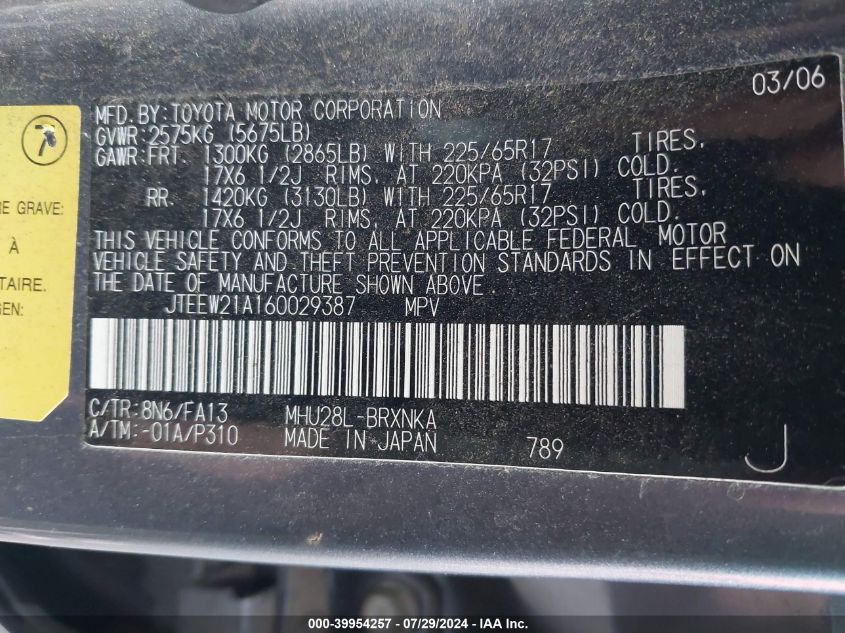 03/06
MFD. BY: TOYOTA MOTOR CORPORATION
GVWR: 2575KG (5675LB)
GAWR: FRT. 1300KG (2865LB) WITH 225/65R17 TIRES,
17X6 1/2J RIMS, AT 220KPA (32PSI) COLD.
RR. 1420KG (3130LB) WITH 225/65R17 TIRES,
17X6 1/2J RIMS, AT 220KPA (32PSI) COLD.
THIS VEHICLE CONFORMS TO ALL APPLICABLE FEDERAL MOTOR
VEHICLE SAFETY AND THEFT PREVENTION STANDARDS IN EFFECT ON
THE DATE OF MANUFACTURE SHOWN ABOVE.
JTEEW21A160029387 MPV
C/TR: 8N6/FA13 MHU28L-BRXNKA
A/TM: -01A/P310 MADE IN JAPAN 789
J
7
RE GRAVE:
À
TAIRE.
GEN:
000-39954257 - 07/29/2024 - IAA Inc.